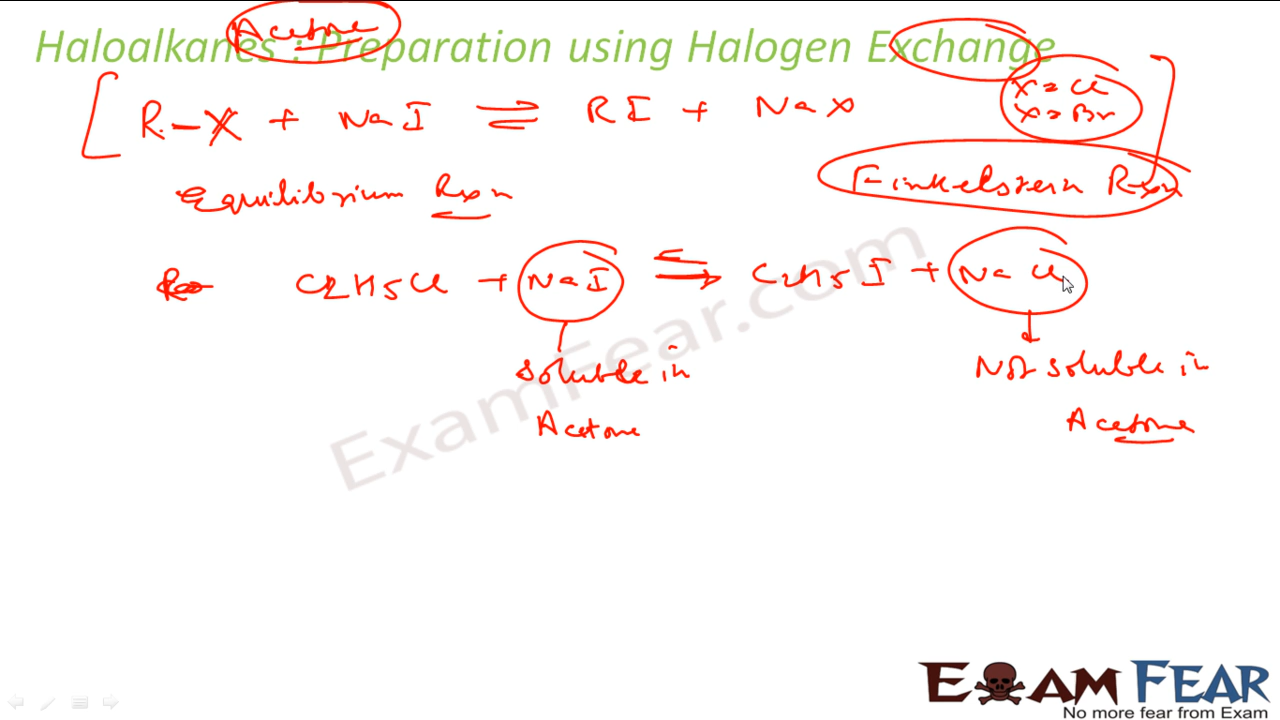 Acetone
Haloalkanes : Preparation using Halogen Exchange
R-X + NaI ⇌ RI + NaX
X = Cl
X = Br
Equilibrium Rxn
Finkelstein Rxn
C2H5Cl + NaI ⇌ C2H5I + NaCl
Soluble in
Acetone
Not soluble in
Acetone
ExamFear.com
EXAM FEAR
No more fear from Exam